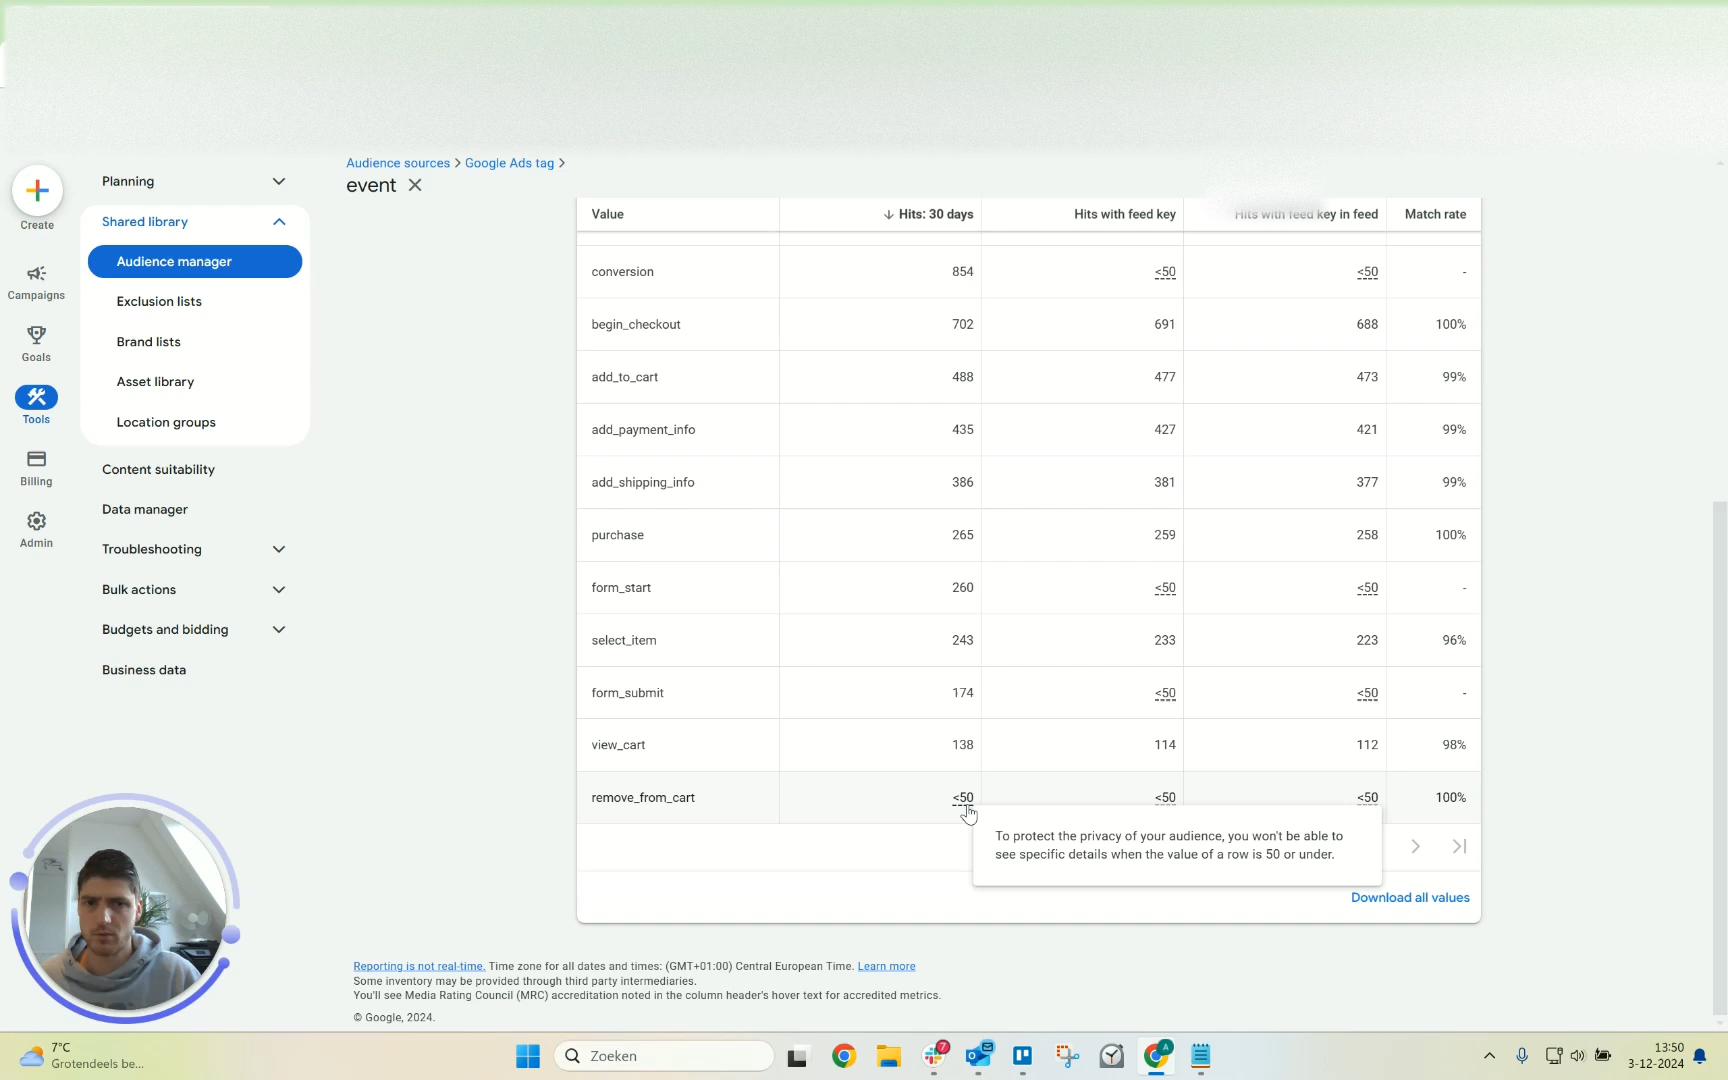 Audience sources > Google Ads tag >
event
Create
Campaigns
Goals
Tools
Billing
Admin
Planning
Shared library
Audience manager
Exclusion lists
Brand lists
Asset library
Location groups
Content suitability
Data manager
Troubleshooting
Bulk actions
Budgets and bidding
Business data
Value Hits: 30 days Hits with feed key Hits with feed key in feed Match rate
conversion 854 <50 <50 -
begin_checkout 702 691 688 100%
add_to_cart 488 477 473 99%
add_payment_info 435 427 421 99%
add_shipping_info 386 381 377 99%
purchase 265 259 258 100%
form_start 260 <50 <50 -
select_item 243 233 223 96%
form_submit 174 <50 <50 -
view_cart 138 114 112 98%
remove_from_cart <50 <50 <50 100%
To protect the privacy of your audience, you won't be able to
see specific details when the value of a row is 50 or under.
Download all values
Reporting is not real-time. Time zone for all dates and times: (GMT+01:00) Central European Time. Learn more
Some inventory may be provided through third party intermediaries.
You'll see Media Rating Council (MRC) accreditation noted in the column header's hover text for accredited metrics.
© Google, 2024.
7°C
Grotendeels be...
Zoeken
7
A
13:50
3-12-2024